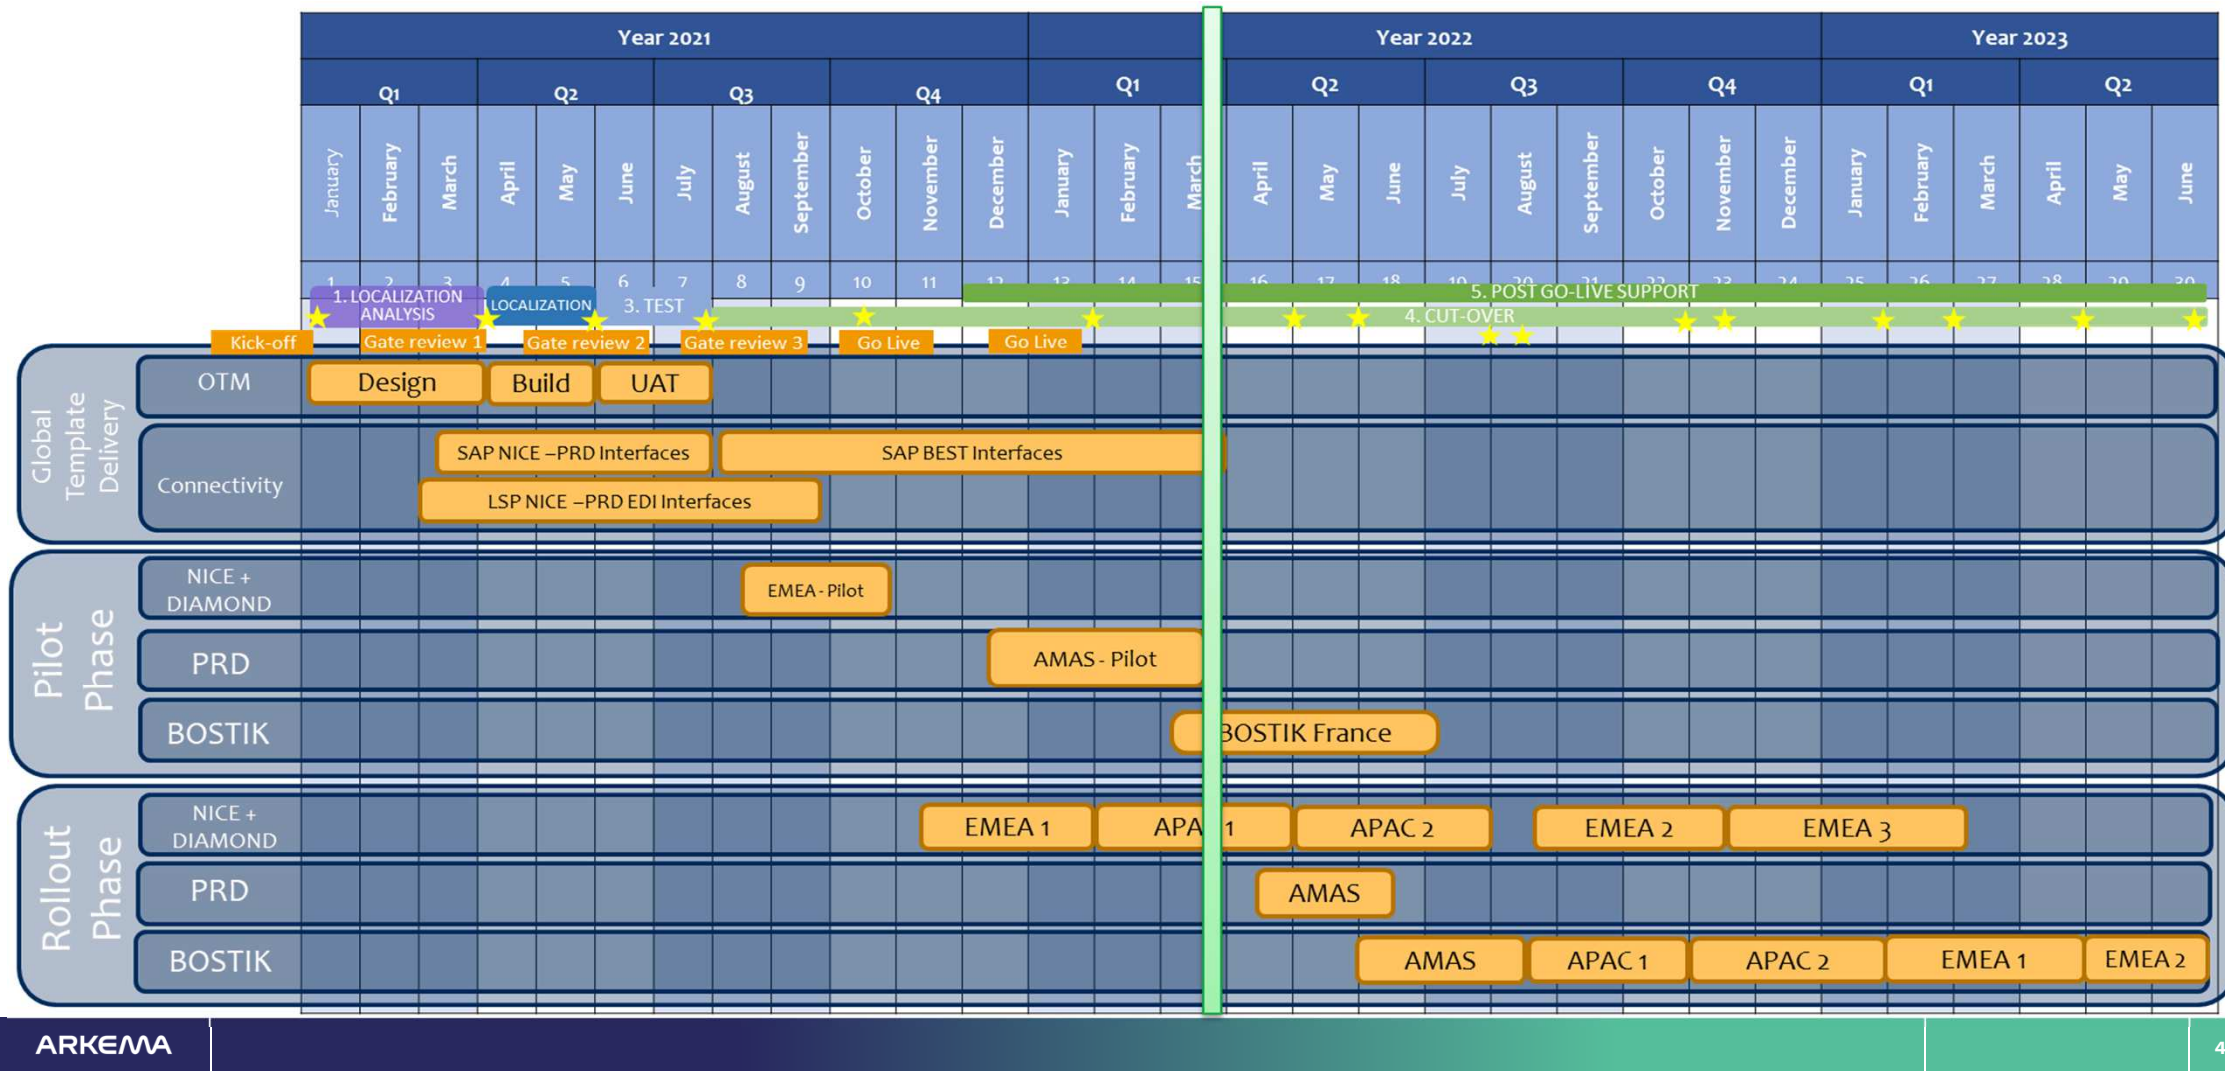 Year 2021
Year 2022
Year 2023
Q1
Q2
Q3
Q4
Q1
Q2
Q3
Q4
Q1
Q2
January
February
March
April
May
June
July
August
September
October
November
December
January
February
March
April
May
June
July
August
September
October
November
December
January
February
March
April
May
June
1 2 3 4 5 6 7 8 9 10 11 12 13 14 15 16 17 18 19 20 21 22 23 24 25 26 27 28 29 30
1. LOCALIZATION
ANALYSIS
LOCALIZATION
3. TEST
5. POST GO-LIVE SUPPORT
4. CUT-OVER
Kick-off
Gate review 1
Gate review 2
Gate review 3
Go Live
Go Live
Global
Template
Delivery
OTM
Design
Build
UAT
Connectivity
SAP NICE –PRD Interfaces
SAP BEST Interfaces
LSP NICE –PRD EDI Interfaces
Pilot
Phase
NICE +
DIAMOND
EMEA - Pilot
PRD
AMAS - Pilot
BOSTIK
BOSTIK France
Rollout
Phase
NICE +
DIAMOND
EMEA 1
APAC 1
APAC 2
EMEA 2
EMEA 3
PRD
AMAS
BOSTIK
AMAS
APAC 1
APAC 2
EMEA 1
EMEA 2
ARKEMA
4